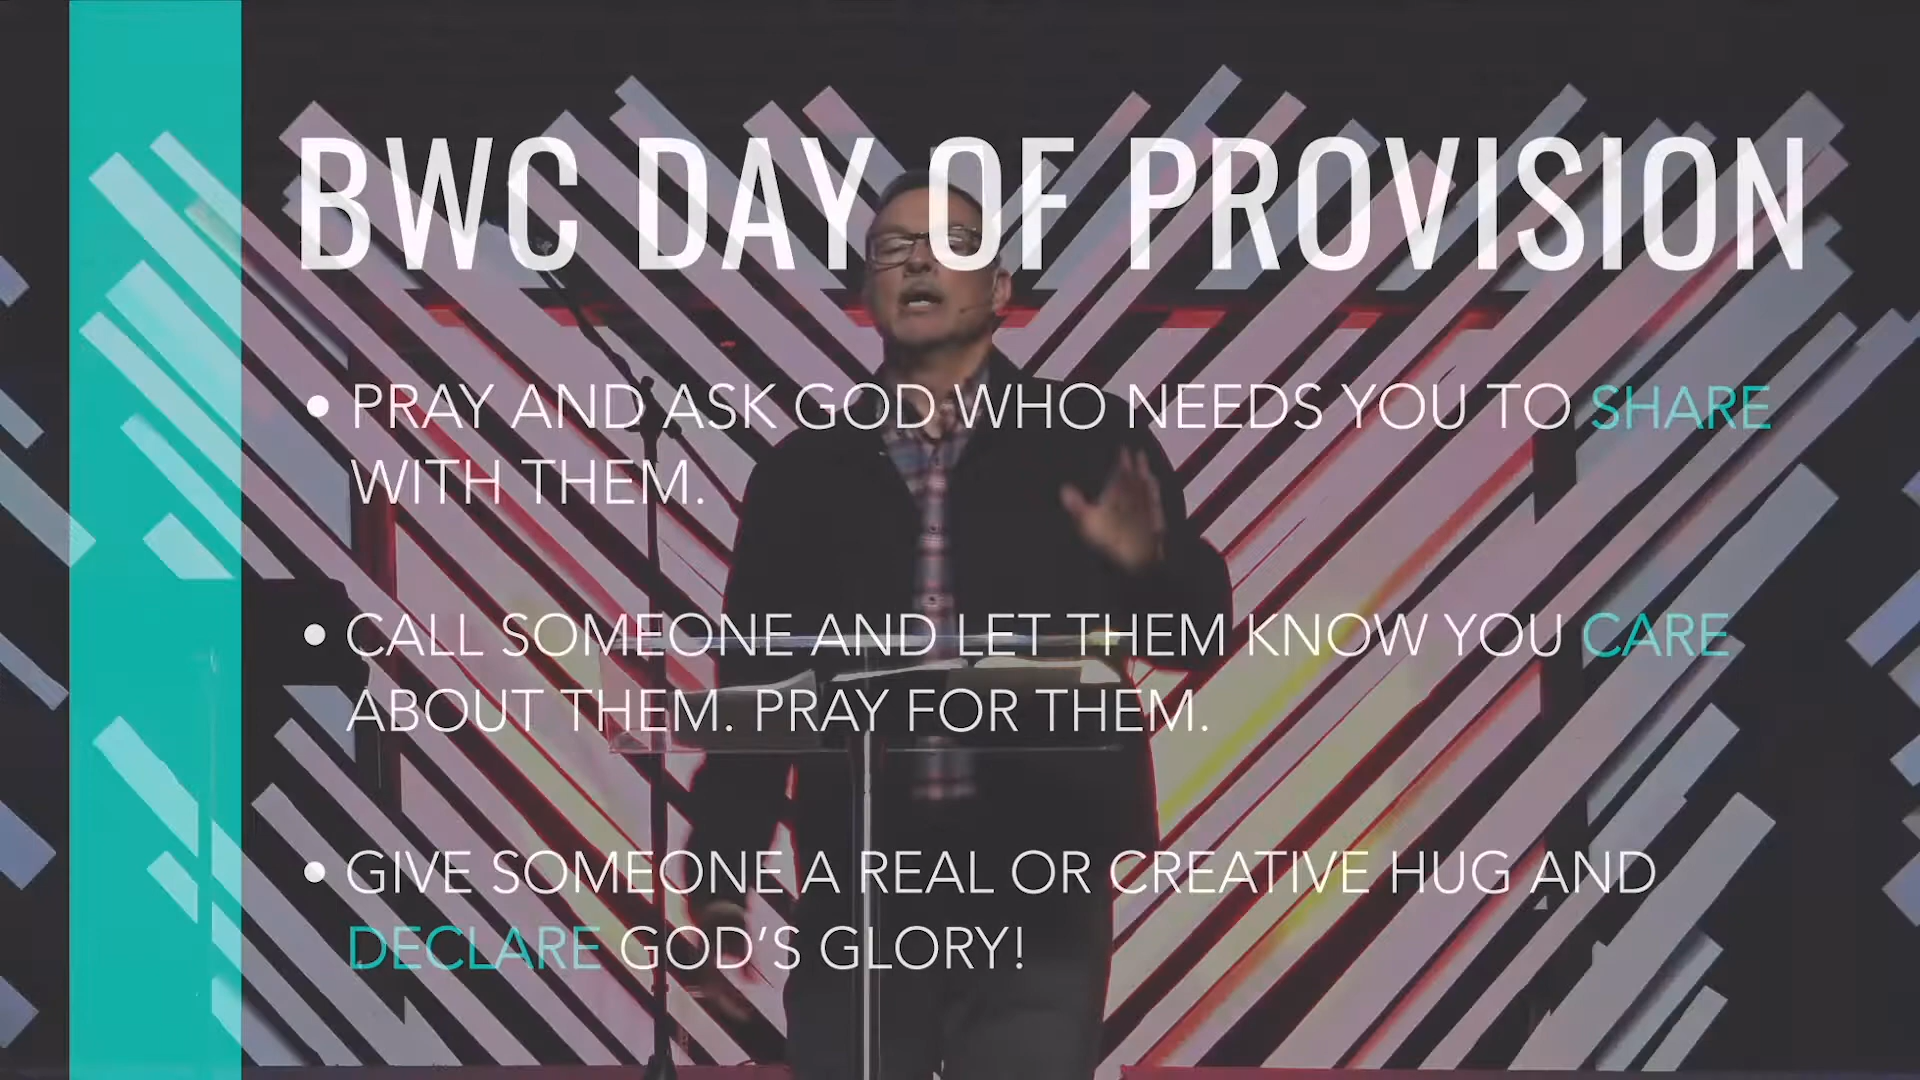 BWC DAY OF PROVISION
• PRAY AND ASK GOD WHO NEEDS YOU TO SHARE
WITH THEM.
• CALL SOMEONE AND LET THEM KNOW YOU CARE
ABOUT THEM. PRAY FOR THEM.
• GIVE SOMEONE A REAL OR CREATIVE HUG AND
DECLARE GOD’S GLORY!